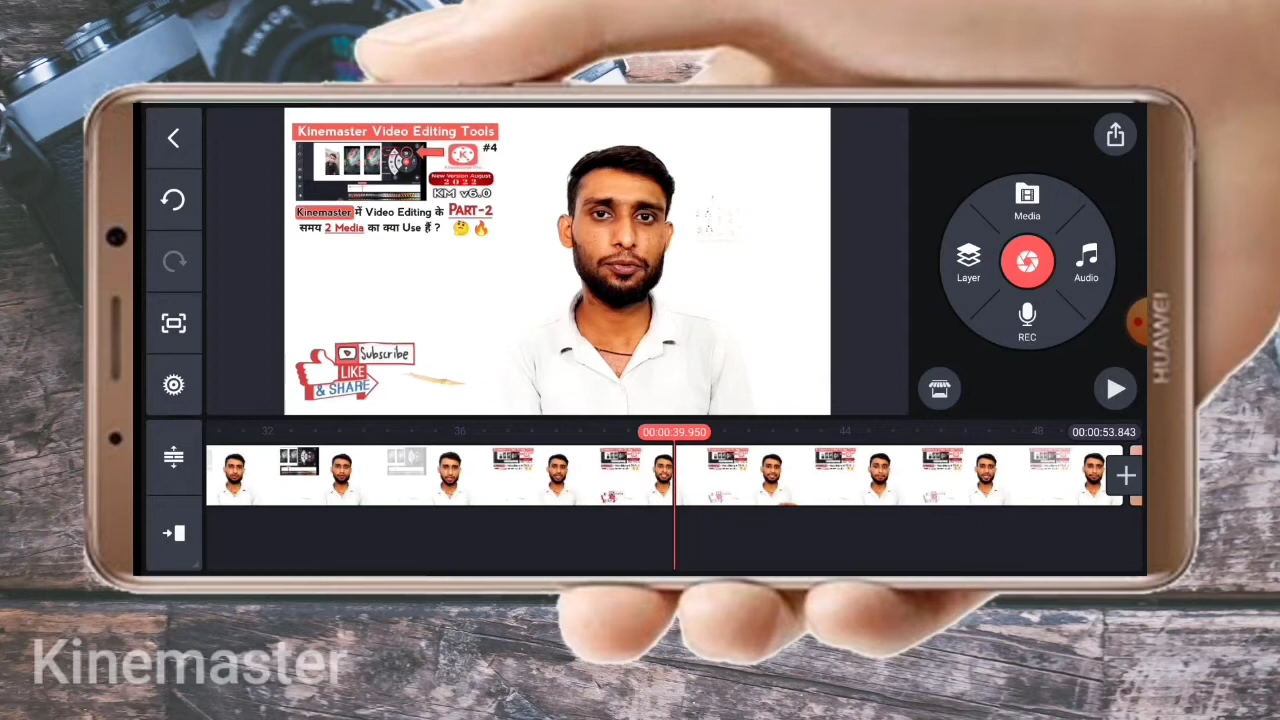 Kinemaster Video Editing Tools
#4
K
New Version August
2022
KM v6.0
Kinemaster में Video Editing के PART-2
समय 2 Media का क्या Use हैं ?
Subscribe
LIKE
& SHARE
Media
Layer
Audio
REC
HUAWEI
32
36
00:00:39.950
44
48
00:00:53.843
Kinemaster